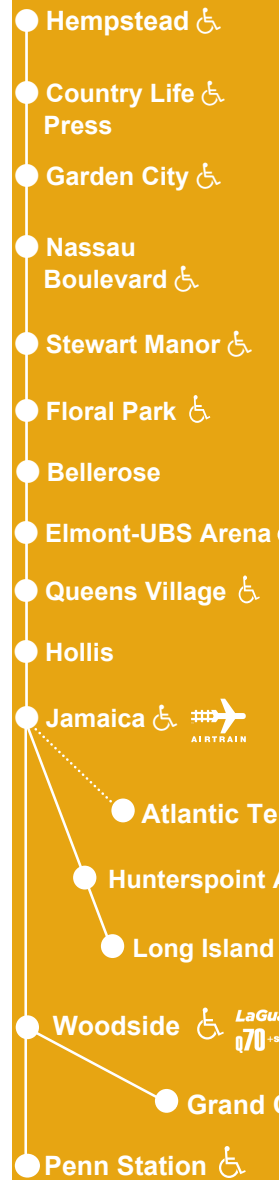 Hempstead
Country Life
Press
Garden City
Nassau
Boulevard
Stewart Manor
Floral Park
Bellerose
Elmont-UBS Arena
Queens Village
Hollis
Jamaica
AIRTRAIN
Atlantic Te
Hunterspoint A
Long Island
Woodside
LaGua
Q70+S
Grand
Penn Station